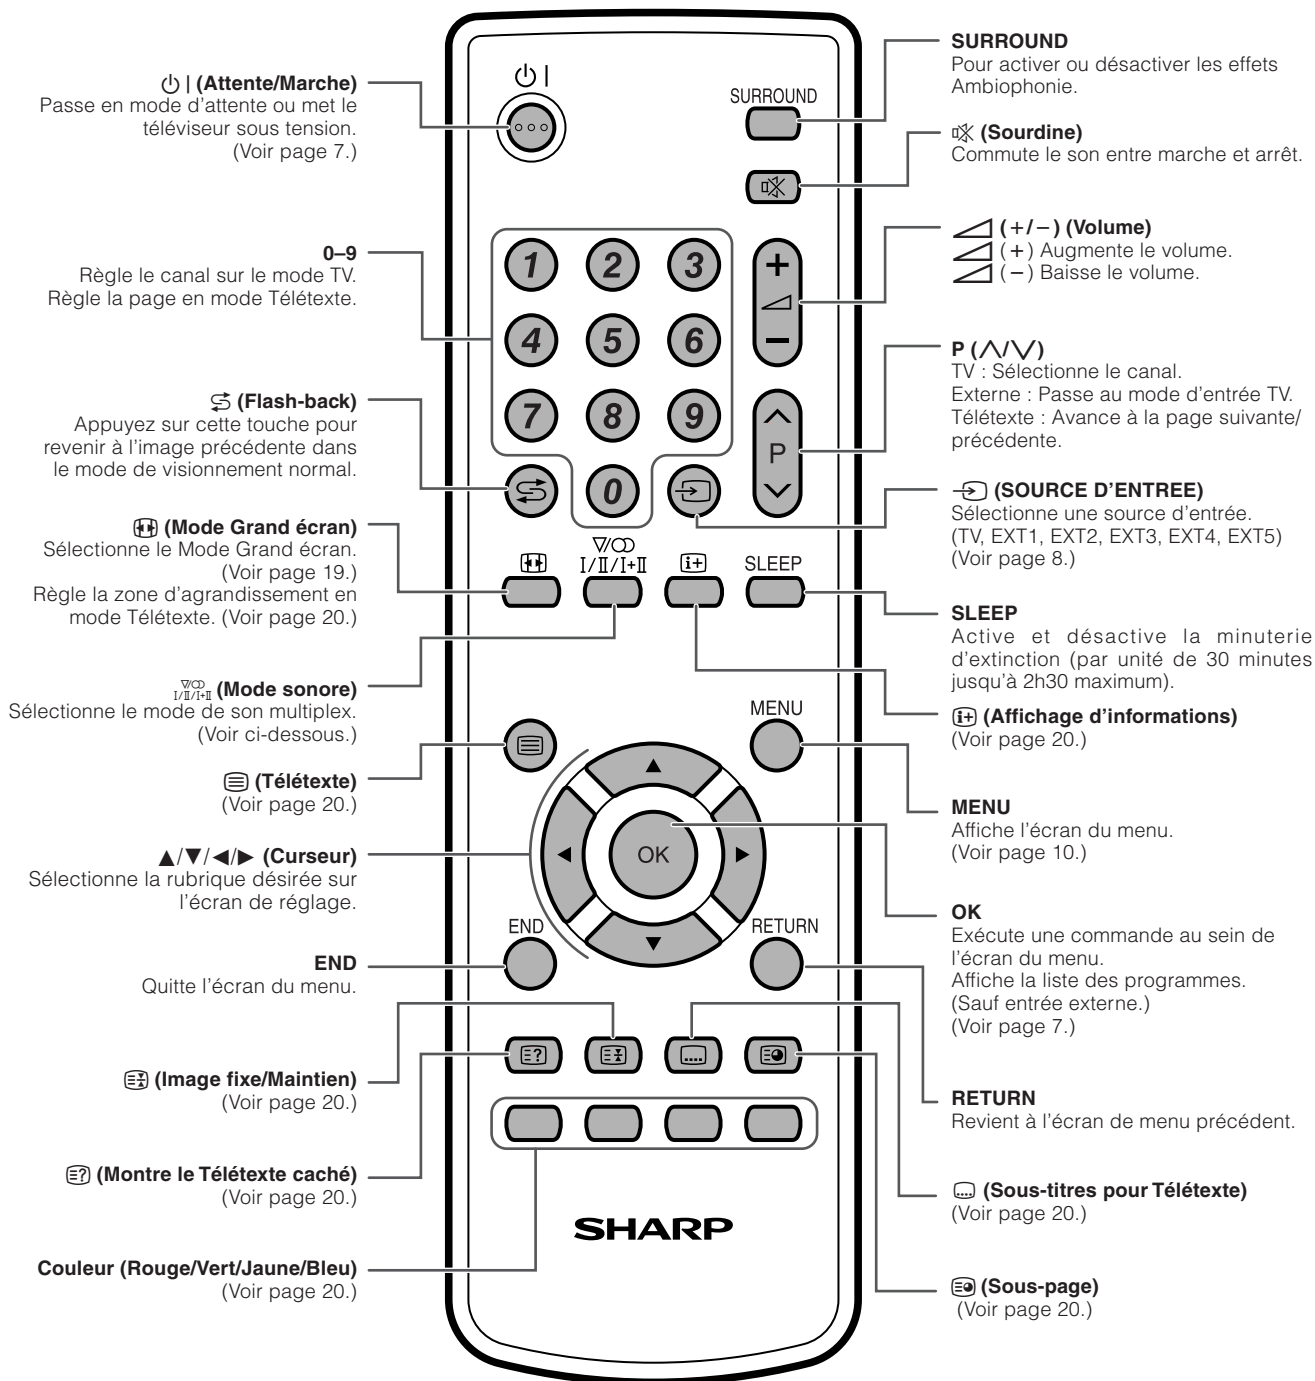 ⏻ | (Attente/Marche)
Passe en mode d'attente ou met le
téléviseur sous tension.
(Voir page 7.)
0–9
Règle le canal sur le mode TV.
Règle la page en mode Télétexte.
(Flash-back)
Appuyez sur cette touche pour
revenir à l'image précédente dans
le mode de visionnement normal.
(Mode Grand écran)
Sélectionne le Mode Grand écran.
(Voir page 19.)
Règle la zone d'agrandissement en
mode Télétexte. (Voir page 20.)
I/II/I+II (Mode sonore)
Sélectionne le mode de son multiplex.
(Voir ci-dessous.)
(Télétexte)
(Voir page 20.)
▲/▼/◀/▶ (Curseur)
Sélectionne la rubrique désirée sur
l'écran de réglage.
END
Quitte l'écran du menu.
(Image fixe/Maintien)
(Voir page 20.)
(Montre le Télétexte caché)
(Voir page 20.)
Couleur (Rouge/Vert/Jaune/Bleu)
(Voir page 20.)
⏻ |
SURROUND
1 2 3
+
4 5 6
−
7 8 9
P
0
I/II/I+II
i+
SLEEP
MENU
▲
◀ OK ▶
▼
END
RETURN
?
SHARP
SURROUND
Pour activer ou désactiver les effets
Ambiophonie.
(Sourdine)
Commute le son entre marche et arrêt.
(+/−) (Volume)
(+) Augmente le volume.
(−) Baisse le volume.
P (∧/∨)
TV : Sélectionne le canal.
Externe : Passe au mode d'entrée TV.
Télétexte : Avance à la page suivante/
précédente.
(SOURCE D'ENTREE)
Sélectionne une source d'entrée.
(TV, EXT1, EXT2, EXT3, EXT4, EXT5)
(Voir page 8.)
SLEEP
Active et désactive la minuterie
d'extinction (par unité de 30 minutes
jusqu'à 2h30 maximum).
i+ (Affichage d'informations)
(Voir page 20.)
MENU
Affiche l'écran du menu.
(Voir page 10.)
OK
Exécute une commande au sein de
l'écran du menu.
Affiche la liste des programmes.
(Sauf entrée externe.)
(Voir page 7.)
RETURN
Revient à l'écran de menu précédent.
(Sous-titres pour Télétexte)
(Voir page 20.)
(Sous-page)
(Voir page 20.)